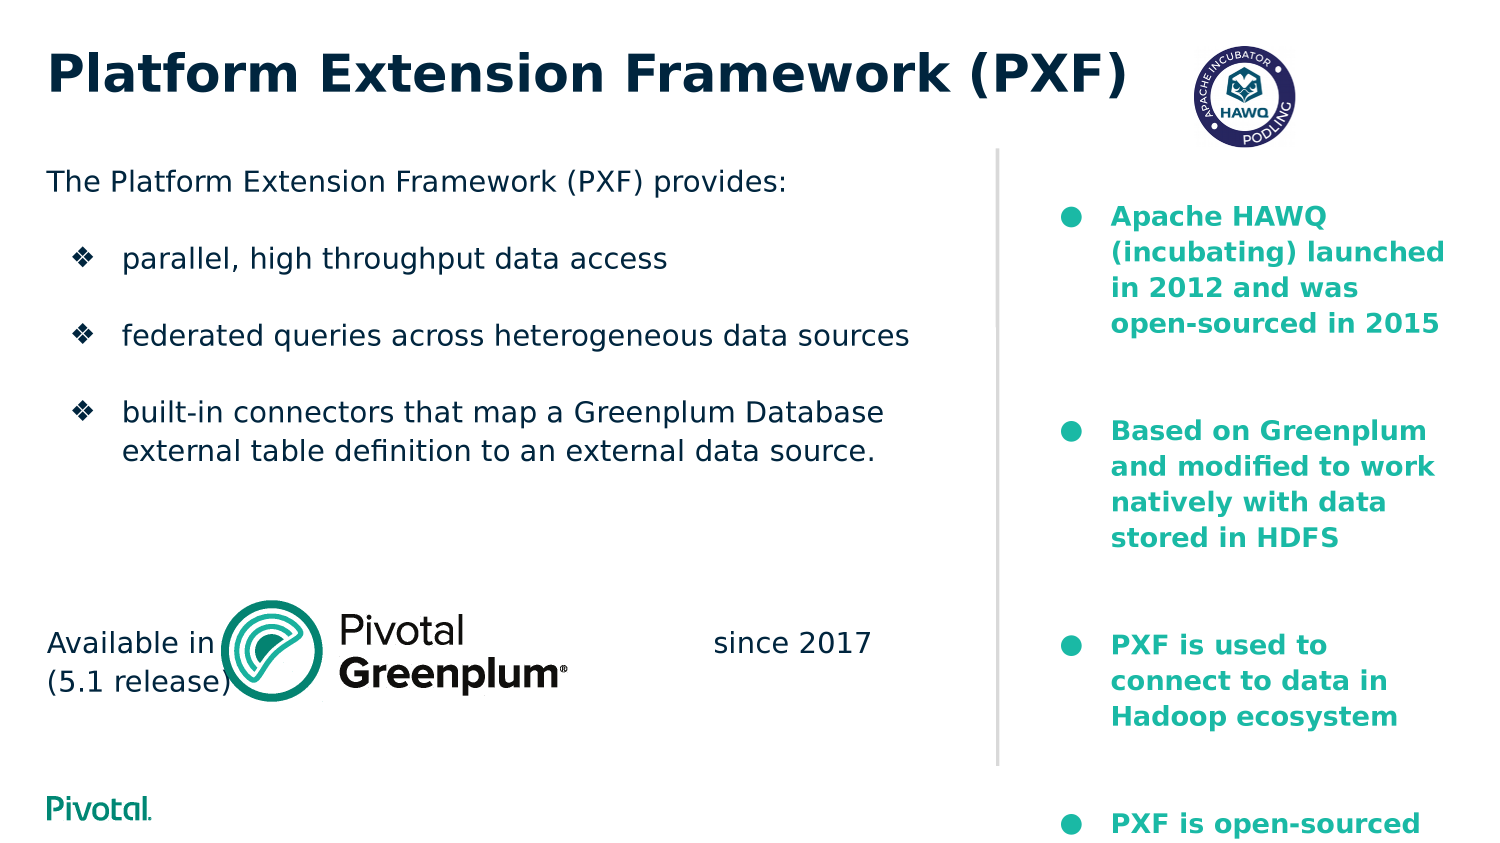 Platform Extension Framework (PXF)
APACHE INCUBATOR
HAWQ
PODLING
The Platform Extension Framework (PXF) provides:
❖ parallel, high throughput data access
❖ federated queries across heterogeneous data sources
❖ built-in connectors that map a Greenplum Database
external table definition to an external data source.
Available in Pivotal Greenplum® since 2017
(5.1 release)
● Apache HAWQ
(incubating) launched
in 2012 and was
open-sourced in 2015
● Based on Greenplum
and modified to work
natively with data
stored in HDFS
● PXF is used to
connect to data in
Hadoop ecosystem
● PXF is open-sourced
Pivotal.